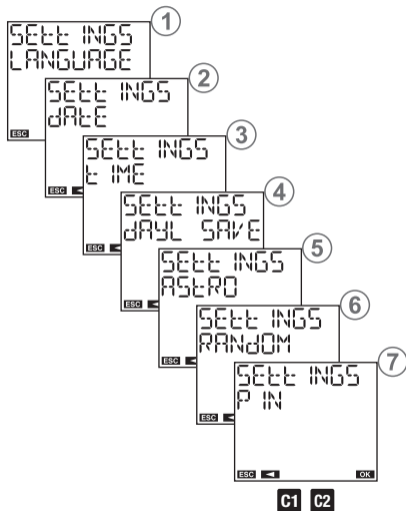 1
SEtt INGS
LANGUAGE
ESC
2
SEtt INGS
dAtE
ESC
3
SEtt INGS
t IME
ESC
4
SEtt INGS
dAYL SAVE
ESC
5
SEtt INGS
AStRO
ESC
6
SEtt INGS
RANdOM
ESC
7
SEtt INGS
P IN
ESC OK
C1 C2